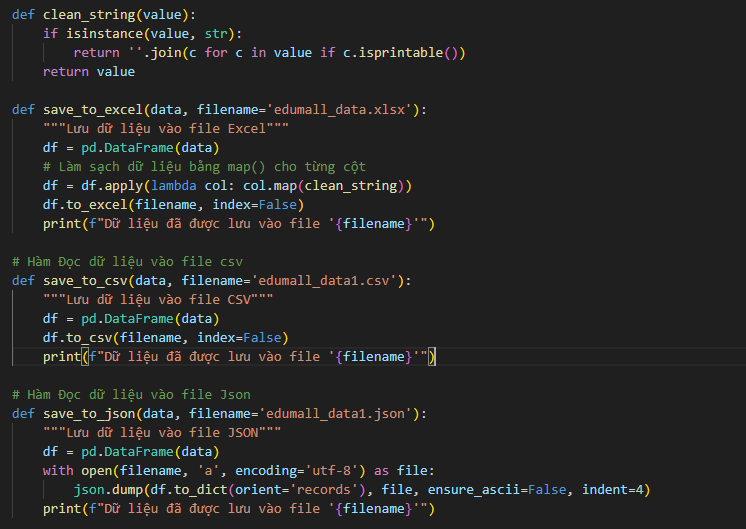 def clean_string(value):
    if isinstance(value, str):
        return ''.join(c for c in value if c.isprintable())
    return value
def save_to_excel(data, filename='edumall_data.xlsx'):
    """Lưu dữ liệu vào file Excel"""
    df = pd.DataFrame(data)
    # Làm sạch dữ liệu bằng map() cho từng cột
    df = df.apply(lambda col: col.map(clean_string))
    df.to_excel(filename, index=False)
    print(f"Dữ liệu đã được lưu vào file '{filename}'")
# Hàm Đọc dữ liệu vào file csv
def save_to_csv(data, filename='edumall_data1.csv'):
    """Lưu dữ liệu vào file CSV"""
    df = pd.DataFrame(data)
    df.to_csv(filename, index=False)
    print(f"Dữ liệu đã được lưu vào file '{filename}'")
# Hàm Đọc dữ liệu vào file Json
def save_to_json(data, filename='edumall_data1.json'):
    """Lưu dữ liệu vào file JSON"""
    df = pd.DataFrame(data)
    with open(filename, 'a', encoding='utf-8') as file:
        json.dump(df.to_dict(orient='records'), file, ensure_ascii=False, indent=4)
    print(f"Dữ liệu đã được lưu vào file '{filename}'")